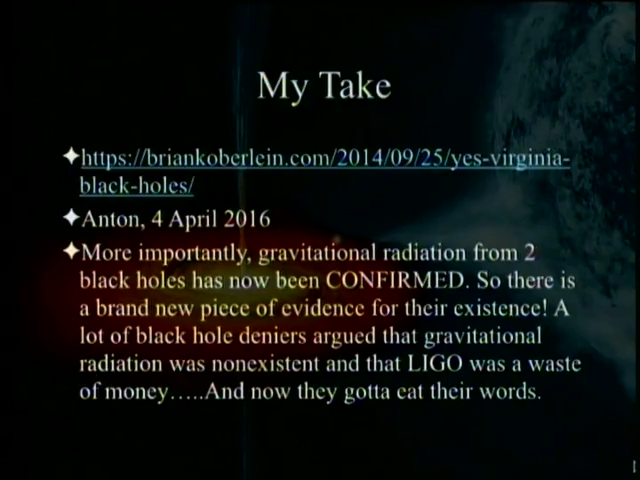 My Take
https://briankoberlein.com/2014/09/25/yes-virginia-
black-holes/
Anton, 4 April 2016
More importantly, gravitational radiation from 2
black holes has now been CONFIRMED. So there is
a brand new piece of evidence for their existence! A
lot of black hole deniers argued that gravitational
radiation was nonexistent and that LIGO was a waste
of money…..And now they gotta eat their words.